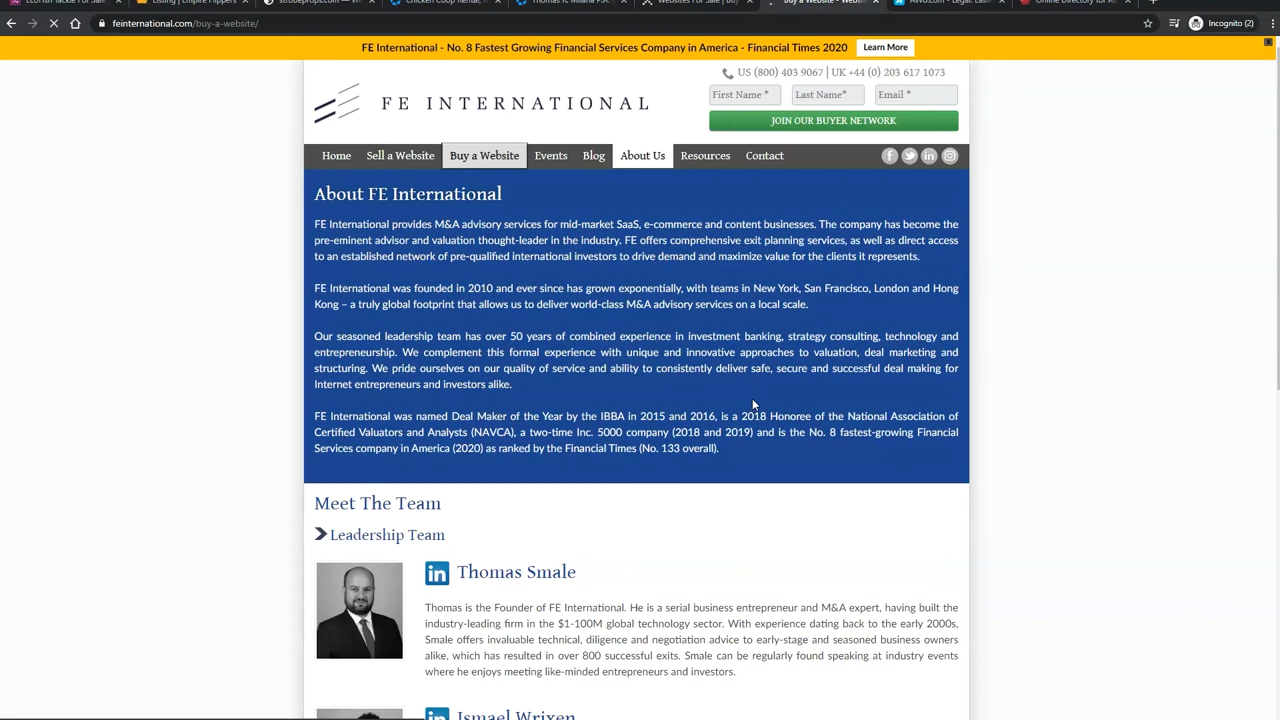 Listing | Empire Flippers
feinternational.com/buy-a-website/
Incognito (2)
FE International - No. 8 Fastest Growing Financial Services Company in America - Financial Times 2020
Learn More
X
US (800) 403 9067 | UK +44 (0) 203 617 1073
FE INTERNATIONAL
First Name *
Last Name*
Email *
JOIN OUR BUYER NETWORK
Home Sell a Website Buy a Website Events Blog About Us Resources Contact
About FE International
FE International provides M&A advisory services for mid-market SaaS, e-commerce and content businesses. The company has become the
pre-eminent advisor and valuation thought-leader in the industry. FE offers comprehensive exit planning services, as well as direct access
to an established network of pre-qualified international investors to drive demand and maximize value for the clients it represents.
FE International was founded in 2010 and ever since has grown exponentially, with teams in New York, San Francisco, London and Hong
Kong – a truly global footprint that allows us to deliver world-class M&A advisory services on a local scale.
Our seasoned leadership team has over 50 years of combined experience in investment banking, strategy consulting, technology and
entrepreneurship. We complement this formal experience with unique and innovative approaches to valuation, deal marketing and
structuring. We pride ourselves on our quality of service and ability to consistently deliver safe, secure and successful deal making for
Internet entrepreneurs and investors alike.
FE International was named Deal Maker of the Year by the IBBA in 2015 and 2016, is a 2018 Honoree of the National Association of
Certified Valuators and Analysts (NAVCA), a two-time Inc. 5000 company (2018 and 2019) and is the No. 8 fastest-growing Financial
Services company in America (2020) as ranked by the Financial Times (No. 133 overall).
Meet The Team
Leadership Team
in Thomas Smale
Thomas is the Founder of FE International. He is a serial business entrepreneur and M&A expert, having built the
industry-leading firm in the $1-100M global technology sector. With experience dating back to the early 2000s,
Smale offers invaluable technical, diligence and negotiation advice to early-stage and seasoned business owners
alike, which has resulted in over 800 successful exits. Smale can be regularly found speaking at industry events
where he enjoys meeting like-minded entrepreneurs and investors.
in Ismael Wrixen